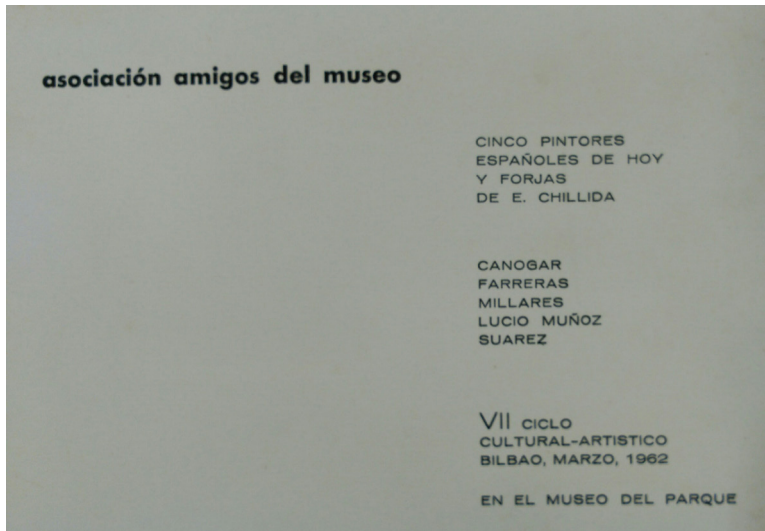 asociación amigos del museo
CINCO PINTORES
ESPAÑOLES DE HOY
Y FORJAS
DE E. CHILLIDA
CANOGAR
FARRERAS
MILLARES
LUCIO MUÑOZ
SUAREZ
VII CICLO
CULTURAL-ARTISTICO
BILBAO, MARZO, 1962
EN EL MUSEO DEL PARQUE